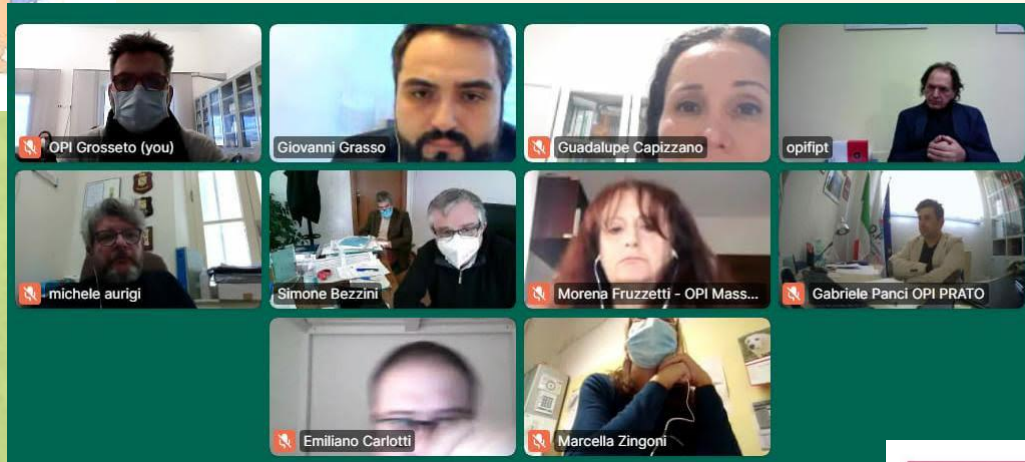 OPI Grosseto (you)
Giovanni Grasso
Guadalupe Capizzano
opifipt
michele aurigi
Simone Bezzini
Morena Fruzzetti - OPI Mass...
Gabriele Panci OPI PRATO
Emiliano Carlotti
Marcella Zingoni